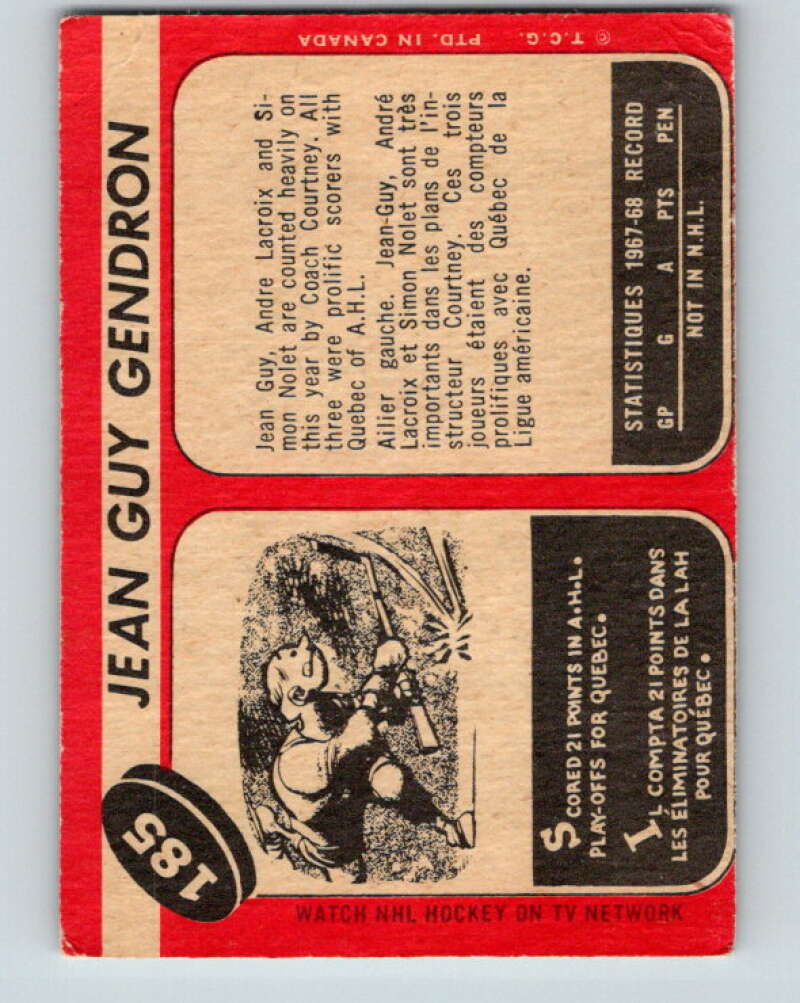 185
JEAN GUY GENDRON
Jean Guy, Andre Lacroix and Si-
mon Nolet are counted heavily on
this year by Coach Courtney. All
three were prolific scorers with
Quebec of A.H.L.
Ailier gauche. Jean-Guy, André
Lacroix et Simon Nolet sont très
importants dans les plans de l'in-
structeur Courtney. Ces trois
joueurs étaient des compteurs
prolifiques avec Québec de la
Ligue américaine.
STATISTIQUES 1967-68 RECORD
GP G A PTS PEN
NOT IN N.H.L.
SCORED 21 POINTS IN A.H.L.
PLAY-OFFS FOR QUEBEC.
IL COMPTA 21 POINTS DANS
LES ÉLIMINATOIRES DE LA LAH
POUR QUÉBEC.
WATCH NHL HOCKEY ON TV NETWORK
© T.C.G. PTD. IN CANADA